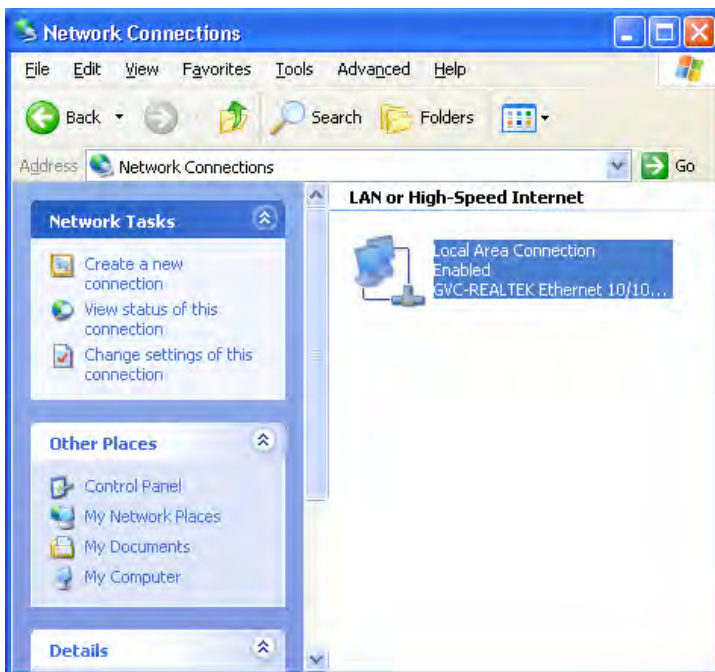 Network Connections
File Edit View Favorites Tools Advanced Help
Back Search Folders
Address Network Connections Go
Network Tasks
Create a new
connection
View status of this
connection
Change settings of this
connection
Other Places
Control Panel
My Network Places
My Documents
My Computer
Details
LAN or High-Speed Internet
Local Area Connection
Enabled
GVC-REALTEK Ethernet 10/10...